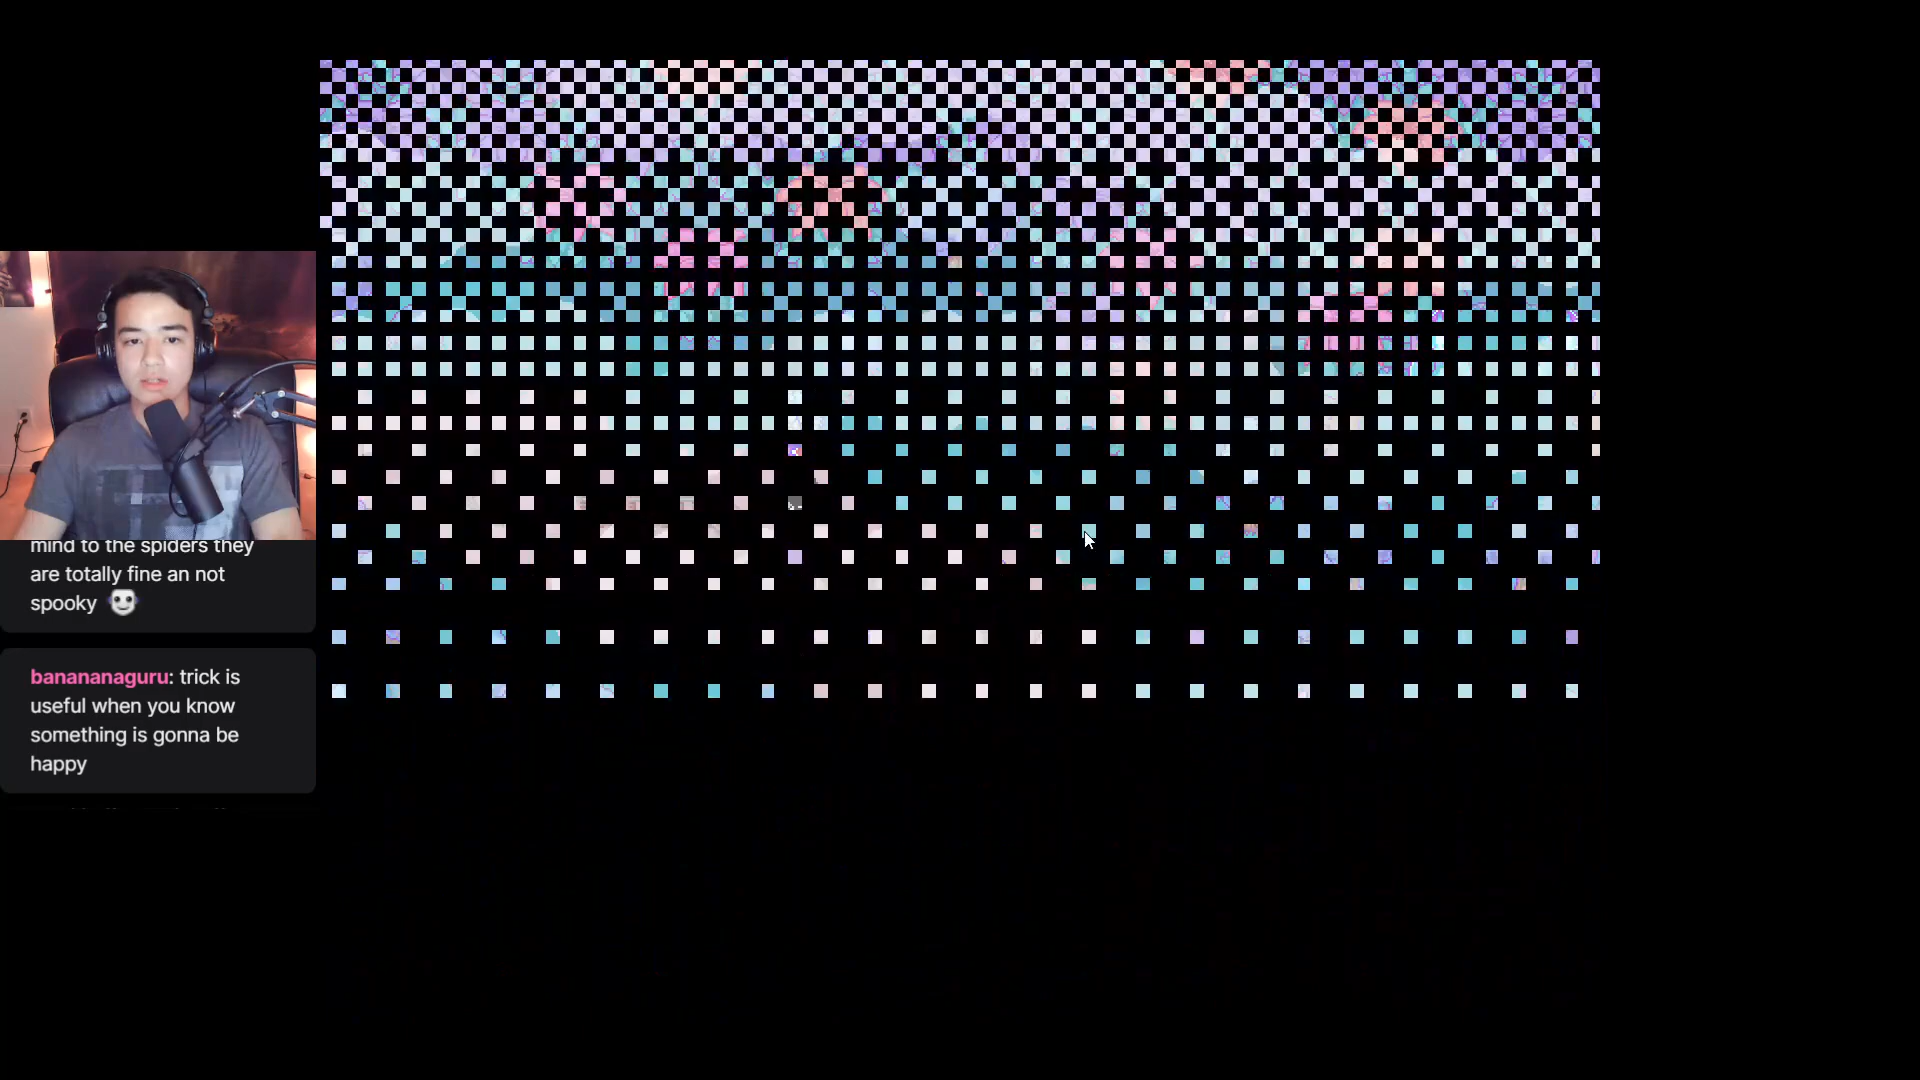 mind to the spiders they
are totally fine an not
spooky
banananaguru: trick is
useful when you know
something is gonna be
happy